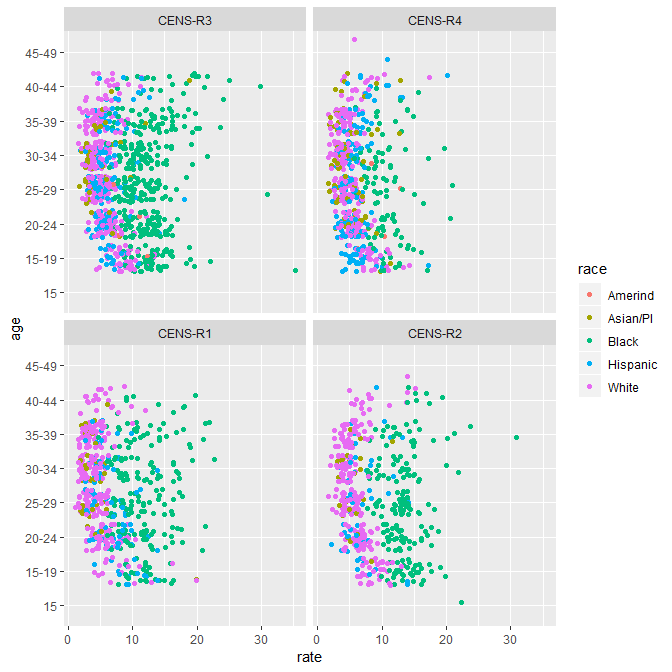 CENS-R3
CENS-R4
45-49
40-44
35-39
30-34
25-29
20-24
15-19
15
race
Amerind
Asian/PI
Black
Hispanic
White
age
CENS-R1
CENS-R2
45-49
40-44
35-39
30-34
25-29
20-24
15-19
15
0 10 20 30 0 10 20 30
rate